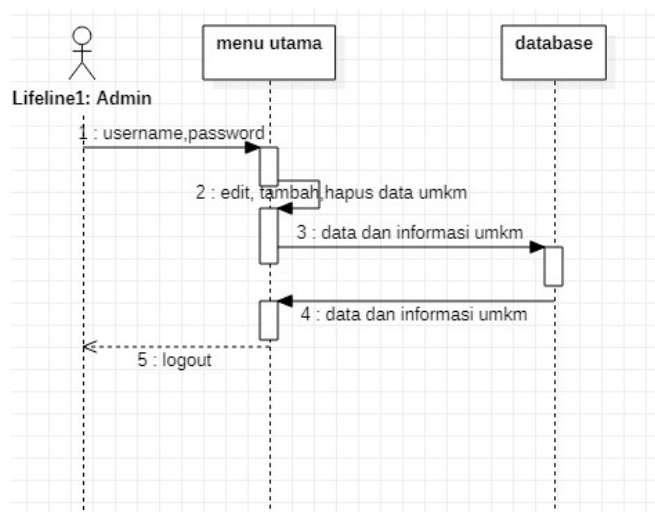 menu utama
database
Lifeline1: Admin
1 : username,password
2 : edit, tambah,hapus data umkm
3 : data dan informasi umkm
4 : data dan informasi umkm
5 : logout